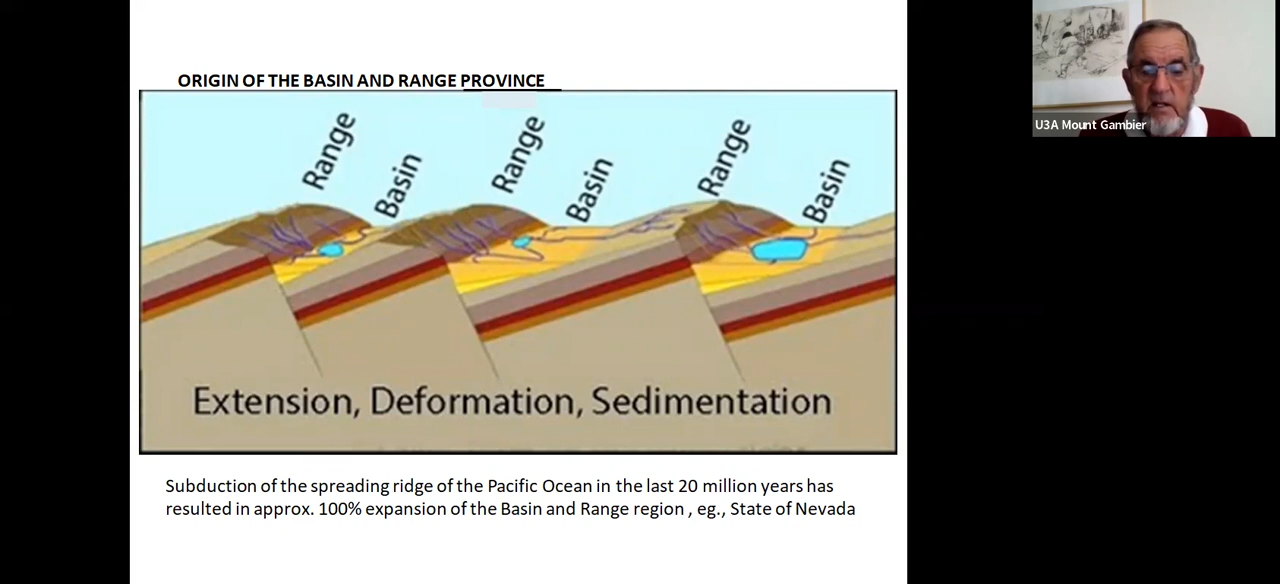 ORIGIN OF THE BASIN AND RANGE PROVINCE
Range
Basin
Range
Basin
Range
Basin
Extension, Deformation, Sedimentation
Subduction of the spreading ridge of the Pacific Ocean in the last 20 million years has
resulted in approx. 100% expansion of the Basin and Range region , eg., State of Nevada
U3A Mount Gambier